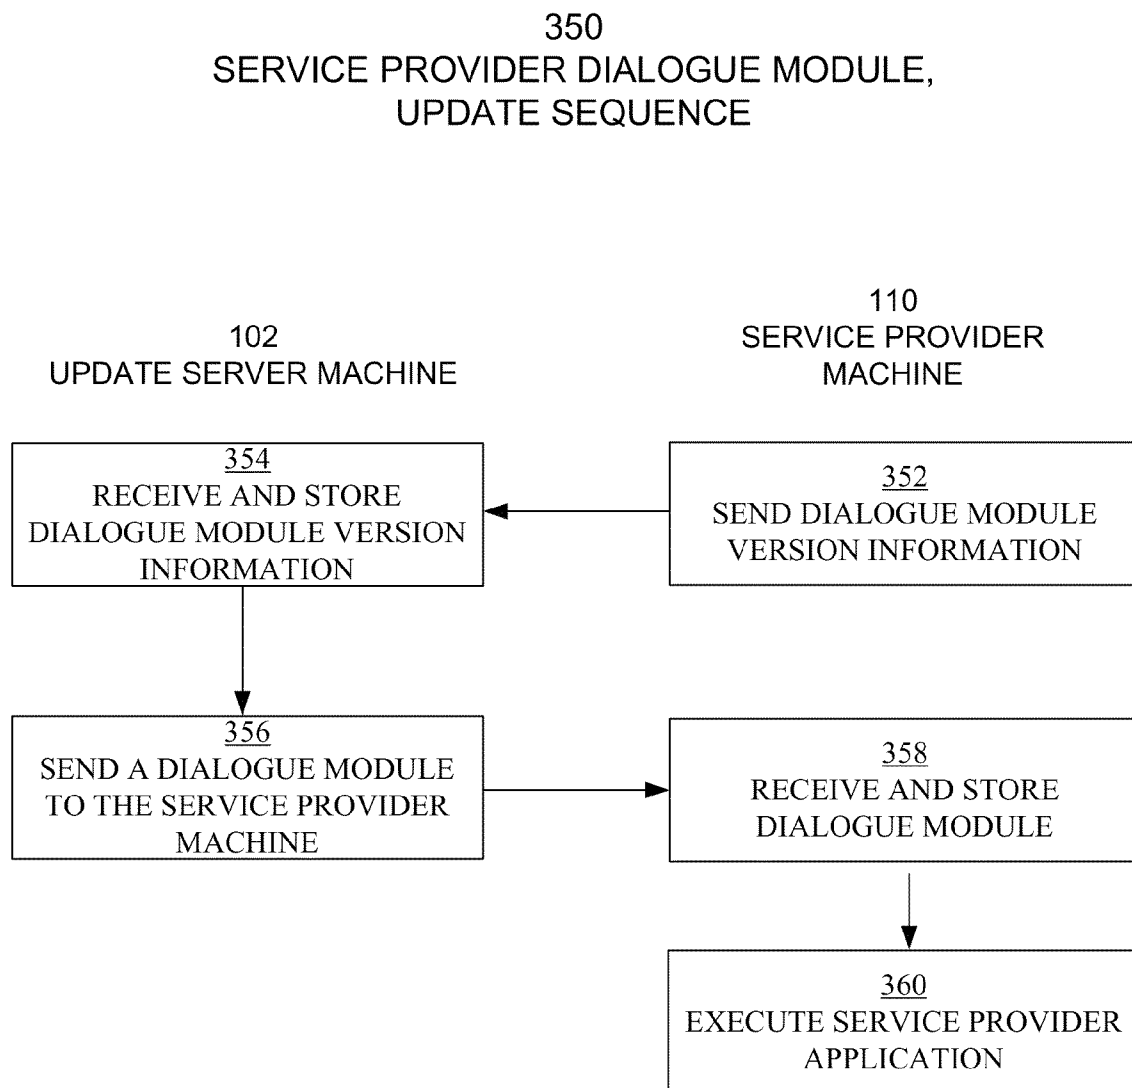 350
SERVICE PROVIDER DIALOGUE MODULE,
UPDATE SEQUENCE
102
UPDATE SERVER MACHINE
110
SERVICE PROVIDER
MACHINE
354
RECEIVE AND STORE
DIALOGUE MODULE VERSION
INFORMATION
352
SEND DIALOGUE MODULE
VERSION INFORMATION
356
SEND A DIALOGUE MODULE
TO THE SERVICE PROVIDER
MACHINE
358
RECEIVE AND STORE
DIALOGUE MODULE
360
EXECUTE SERVICE PROVIDER
APPLICATION